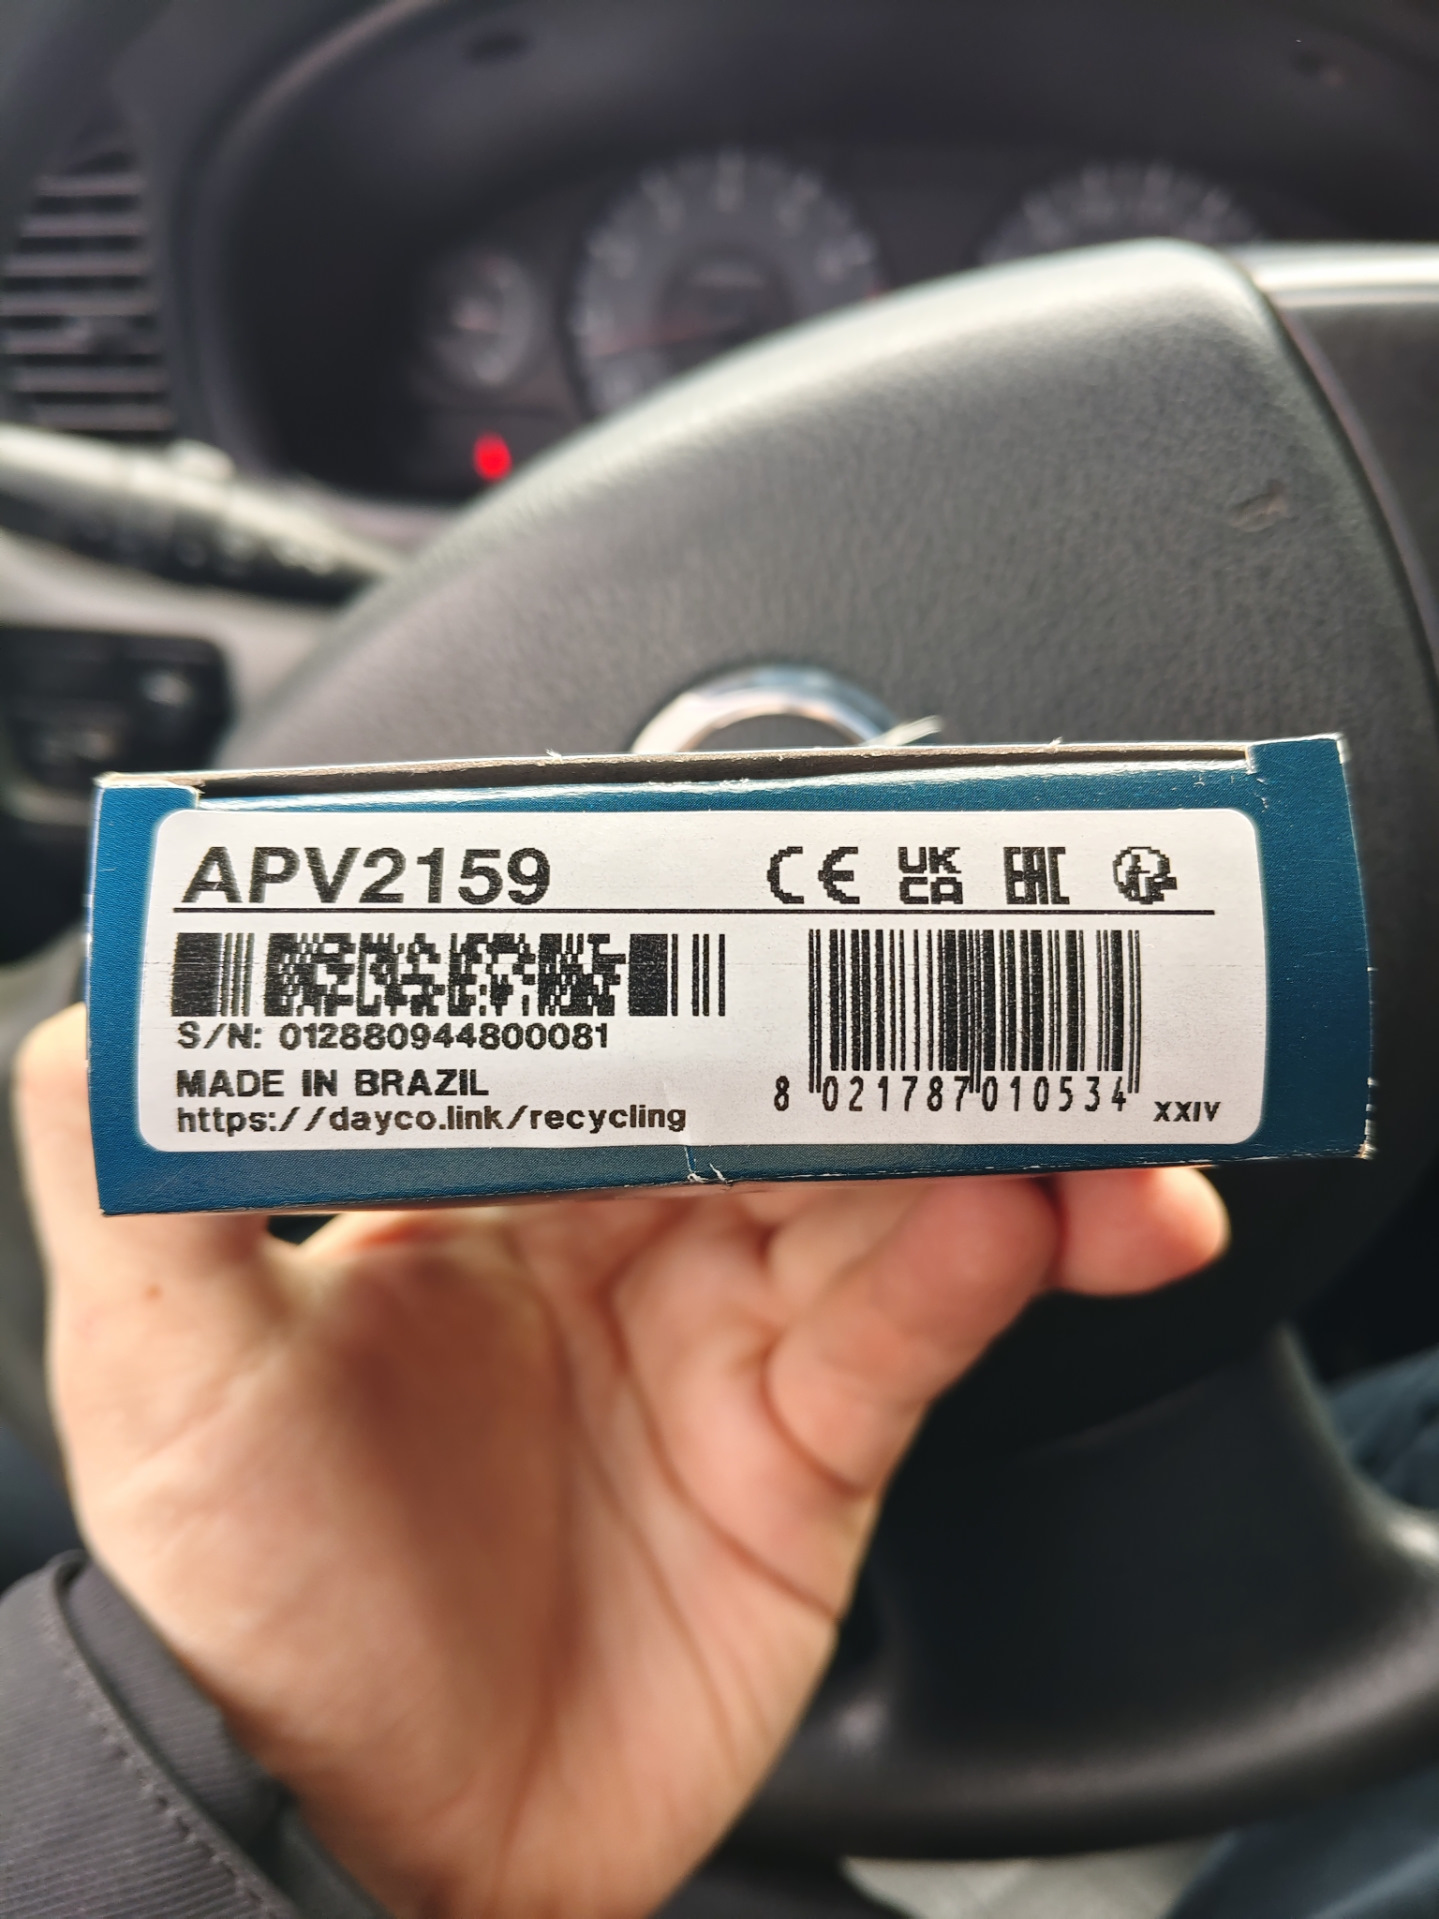 APV2159
CE UK CA EAC
S/N: 012880944800081
MADE IN BRAZIL
https://dayco.link/recycling
8 021787 010534
XXIV